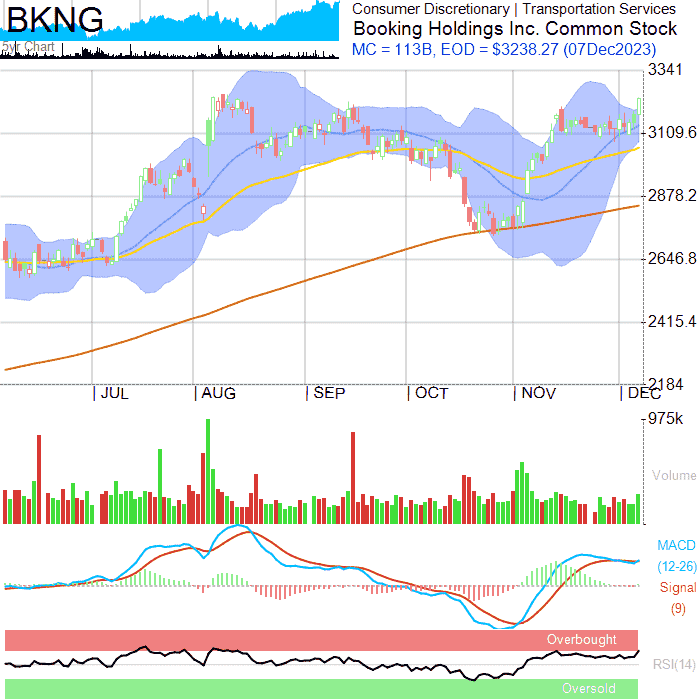 BKNG
5yr Chart
Consumer Discretionary | Transportation Services
Booking Holdings Inc. Common Stock
MC = 113B, EOD = $3238.27 (07Dec2023)
3341
3109.6
2878.2
2646.8
2415.4
2184
JUL AUG SEP OCT NOV DEC
975k
Volume
MACD
(12-26)
Signal
(9)
Overbought
RSI(14)
Oversold